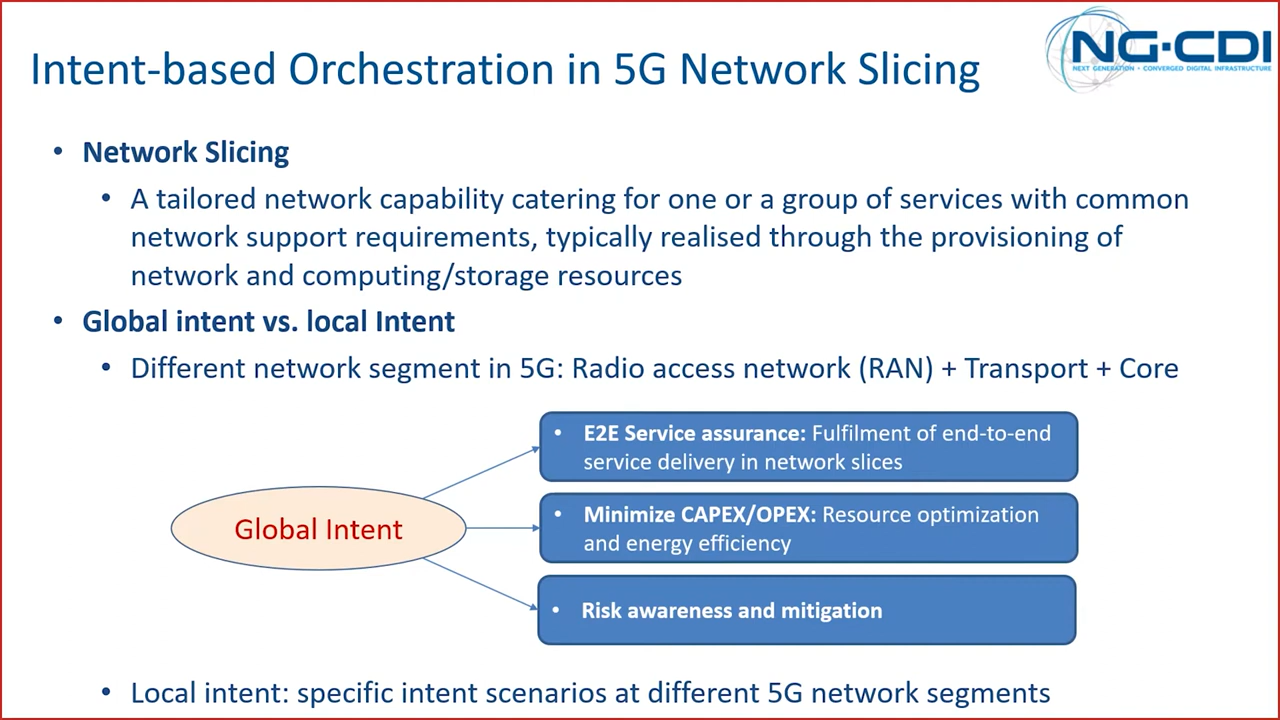 NG-CDI
NEXT GENERATION • CONVERGED DIGITAL INFRASTRUCTURE
Intent-based Orchestration in 5G Network Slicing
• Network Slicing
• A tailored network capability catering for one or a group of services with common
network support requirements, typically realised through the provisioning of
network and computing/storage resources
• Global intent vs. local Intent
• Different network segment in 5G: Radio access network (RAN) + Transport + Core
Global Intent
• E2E Service assurance: Fulfilment of end-to-end
service delivery in network slices
• Minimize CAPEX/OPEX: Resource optimization
and energy efficiency
• Risk awareness and mitigation
• Local intent: specific intent scenarios at different 5G network segments